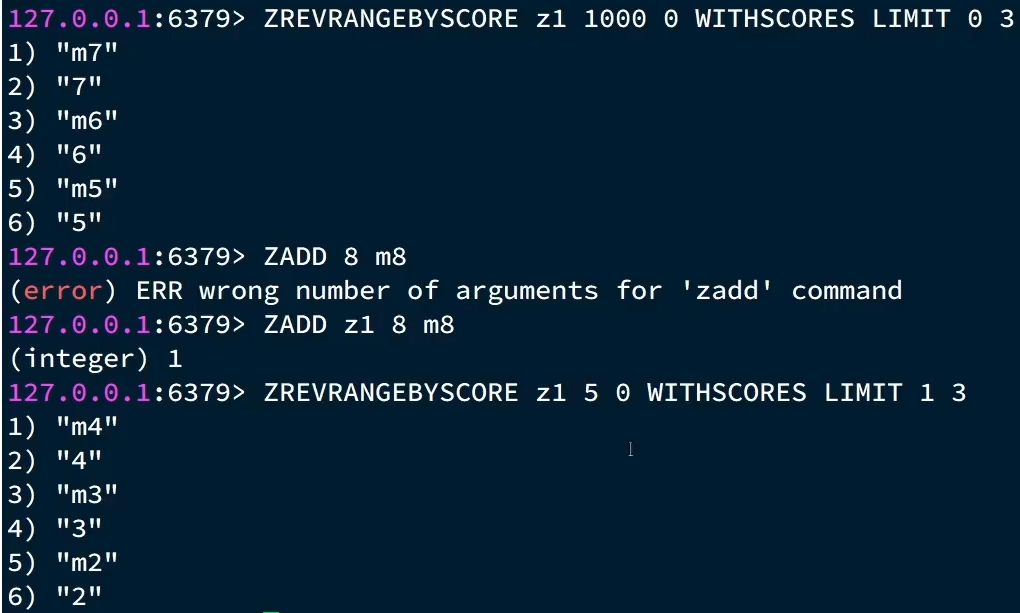 127.0.0.1:6379> ZREVRANGEBYSCORE z1 1000 0 WITHSCORES LIMIT 0 3
1) "m7"
2) "7"
3) "m6"
4) "6"
5) "m5"
6) "5"
127.0.0.1:6379> ZADD 8 m8
(error) ERR wrong number of arguments for 'zadd' command
127.0.0.1:6379> ZADD z1 8 m8
(integer) 1
127.0.0.1:6379> ZREVRANGEBYSCORE z1 5 0 WITHSCORES LIMIT 1 3
1) "m4"
2) "4"
3) "m3"
4) "3"
5) "m2"
6) "2"